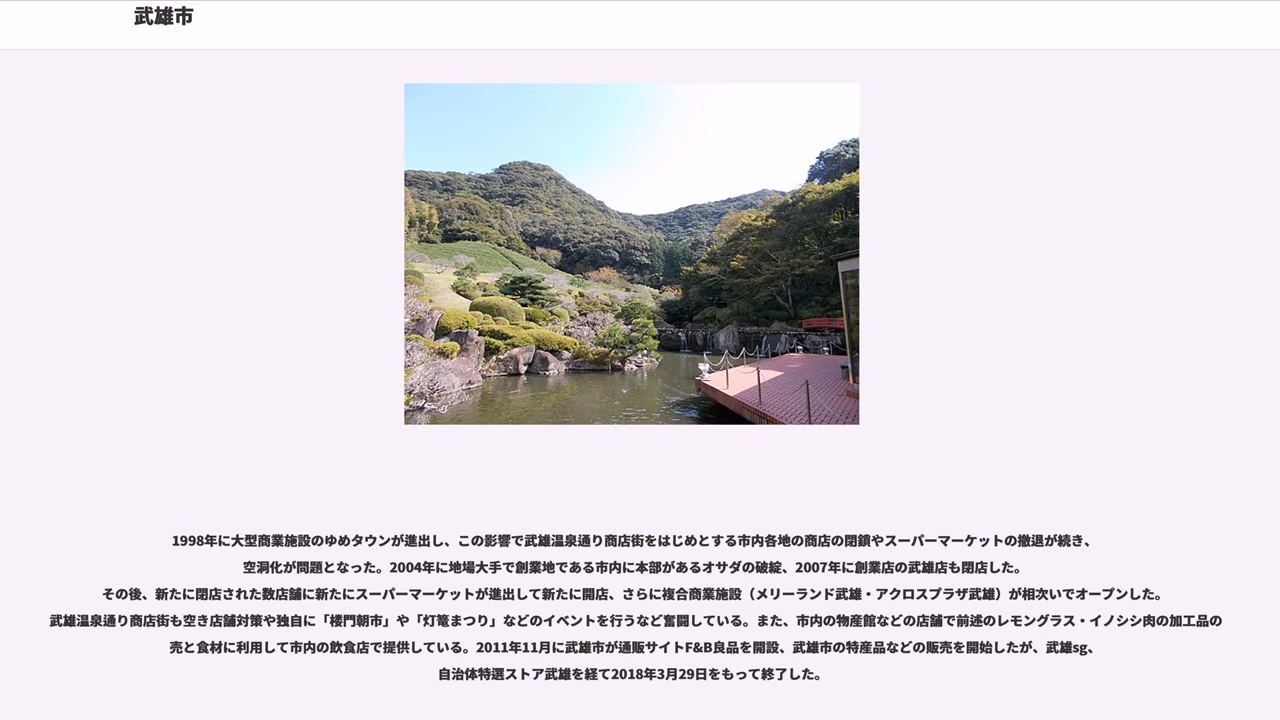 武雄市
1998年に大型商業施設のゆめタウンが進出し、この影響で武雄温泉通り商店街をはじめとする市内各地の商店の閉鎖やスーパーマーケットの撤退が続き、
空洞化が問題となった。2004年に地場大手で創業地である市内に本部があるオサダの破綻、2007年に創業店の武雄店も閉店した。
その後、新たに閉店された数店舗に新たにスーパーマーケットが進出して新たに開店、さらに複合商業施設（メリーランド武雄・アクロスプラザ武雄）が相次いでオープンした。
武雄温泉通り商店街も空き店舗対策や独自に「楼門朝市」や「灯篭まつり」などのイベントを行うなど奮闘している。また、市内の物産館などの店舗で前述のレモングラス・イノシシ肉の加工品の
売と食材に利用して市内の飲食店で提供している。2011年11月に武雄市が通販サイトF&B良品を開設、武雄市の特産品などの販売を開始したが、武雄sg、
自治体特選ストア武雄を経て2018年3月29日をもって終了した。